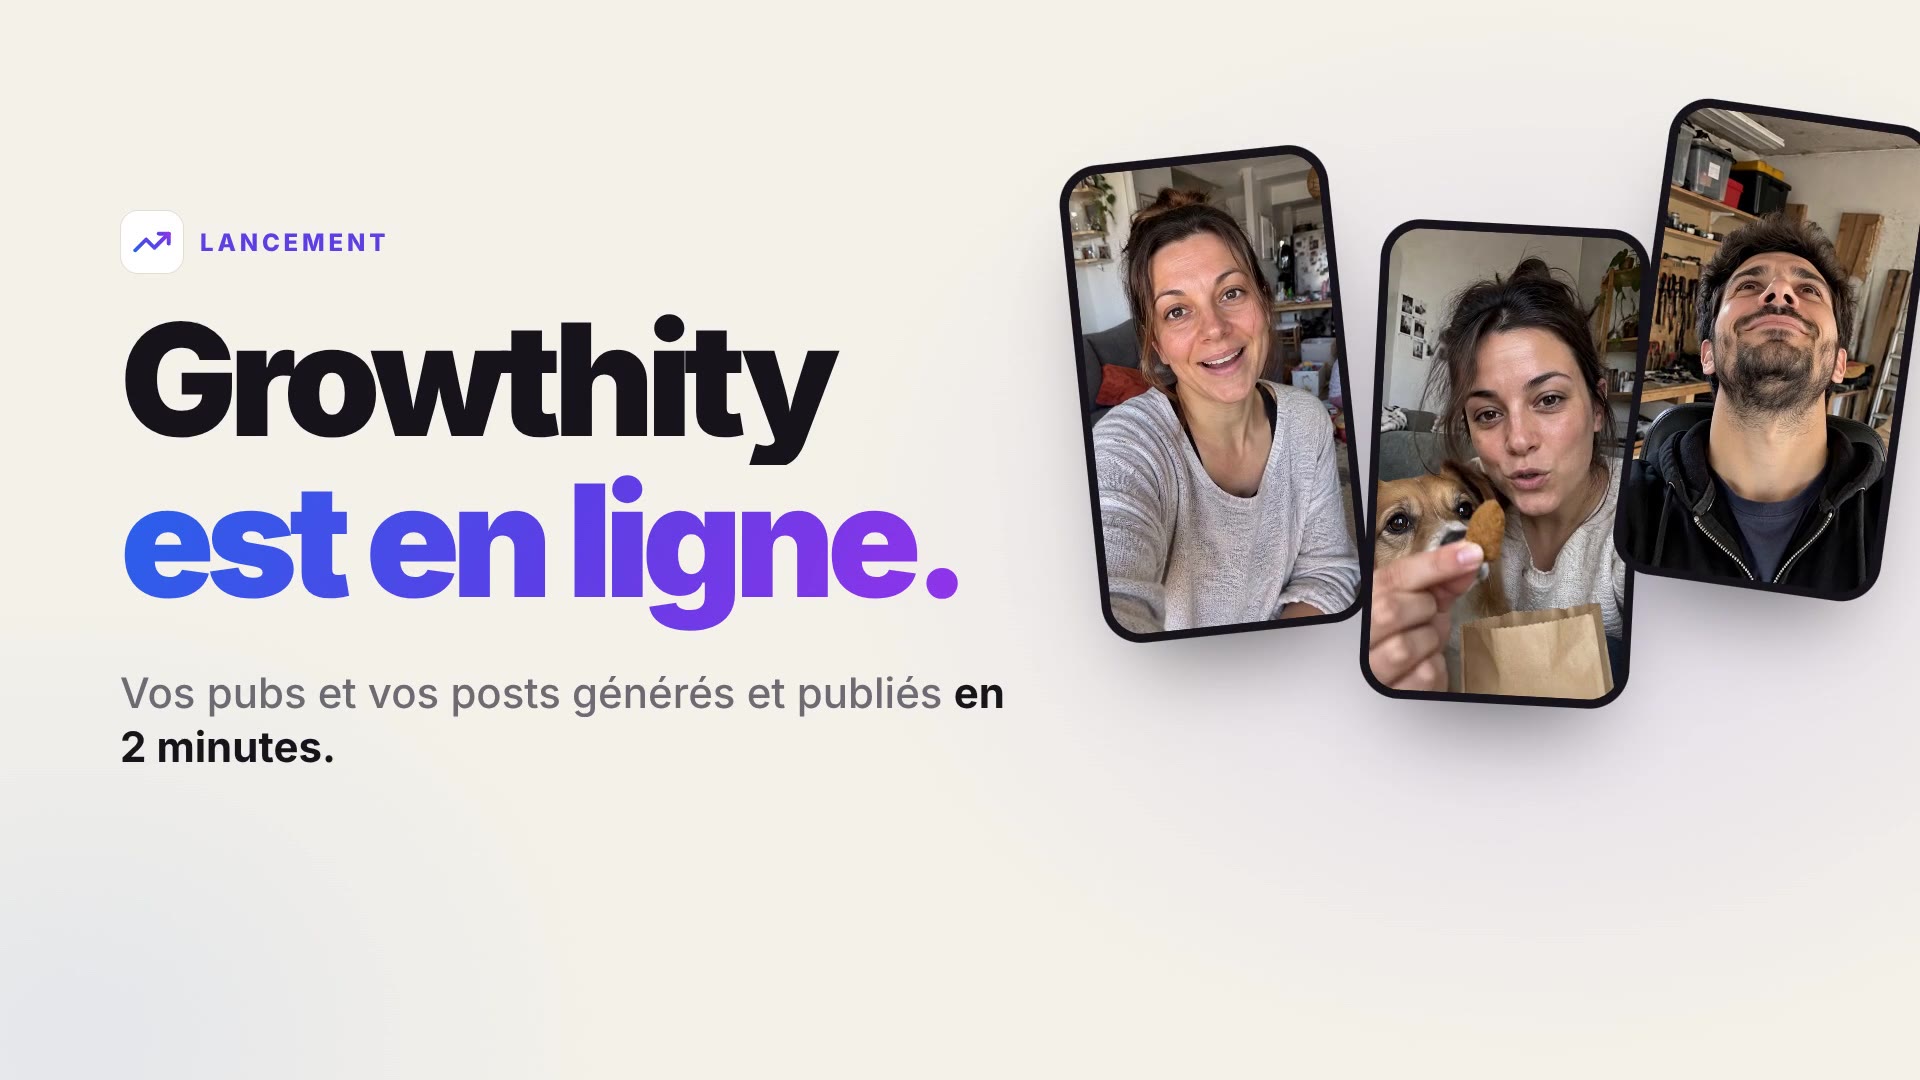 LANCEMENT
Growthity
est en ligne.
Vos pubs et vos posts générés et publiés en
2 minutes.